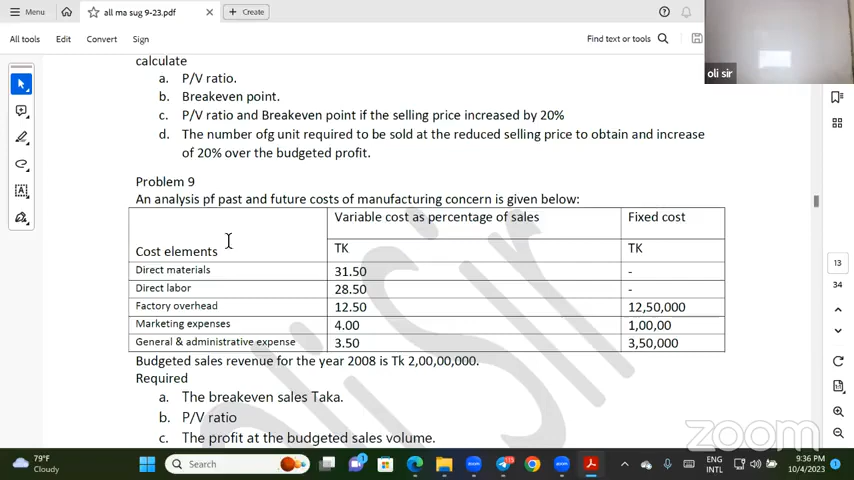 Menu
all ma sug 9-23.pdf
Create
oli sir
All tools Edit Convert Sign Find text or tools
calculate
a. P/V ratio.
b. Breakeven point.
c. P/V ratio and Breakeven point if the selling price increased by 20%
d. The number ofg unit required to be sold at the reduced selling price to obtain and increase
of 20% over the budgeted profit.
Problem 9
An analysis pf past and future costs of manufacturing concern is given below:
Variable cost as percentage of sales Fixed cost
Cost elements TK TK
Direct materials 31.50 -
Direct labor 28.50 -
Factory overhead 12.50 12,50,000
Marketing expenses 4.00 1,00,00
General & administrative expense 3.50 3,50,000
Budgeted sales revenue for the year 2008 is Tk 2,00,00,000.
Required
a. The breakeven sales Taka.
b. P/V ratio
c. The profit at the budgeted sales volume.
oli sir
13
34
zoom
79°F
Cloudy
Search
ENG
INTL
9:36 PM
10/4/2023